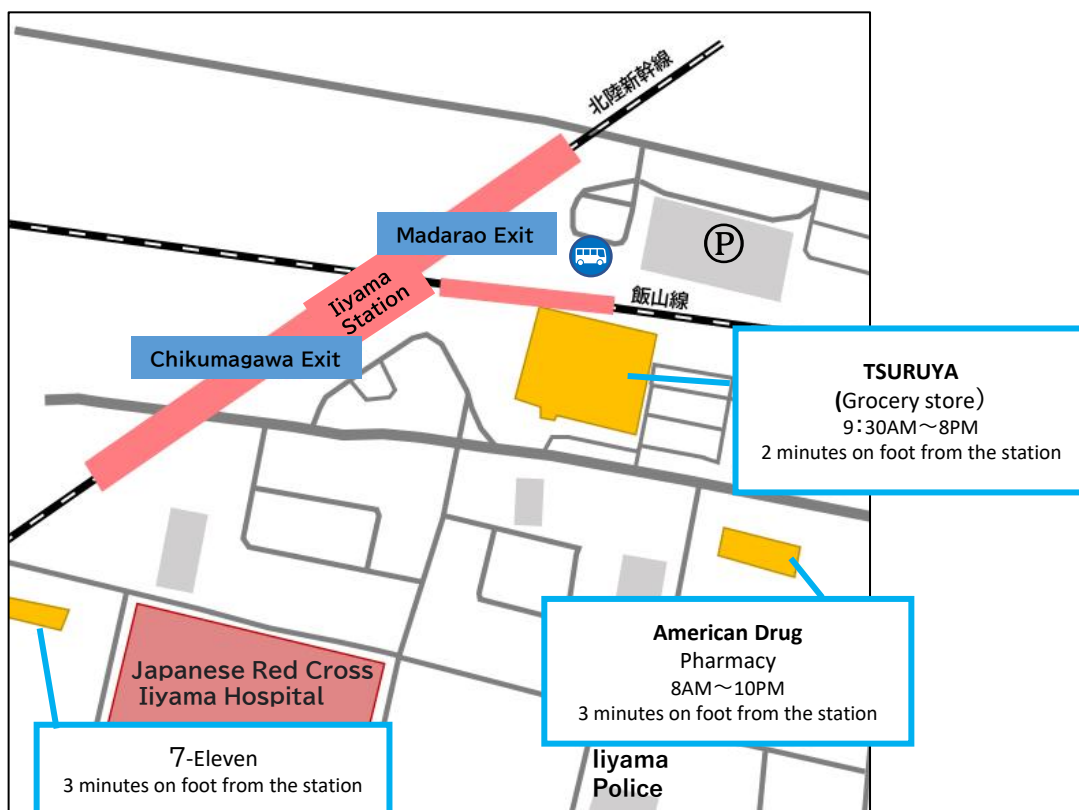 北陸新幹線
Madarao Exit
Ⓟ
Iiyama
Station
飯山線
Chikumagawa Exit
TSURUYA
(Grocery store）
9：30AM～8PM
2 minutes on foot from the station
American Drug
Pharmacy
8AM～10PM
3 minutes on foot from the station
Japanese Red Cross
Iiyama Hospital
7-Eleven
3 minutes on foot from the station
Iiyama
Police